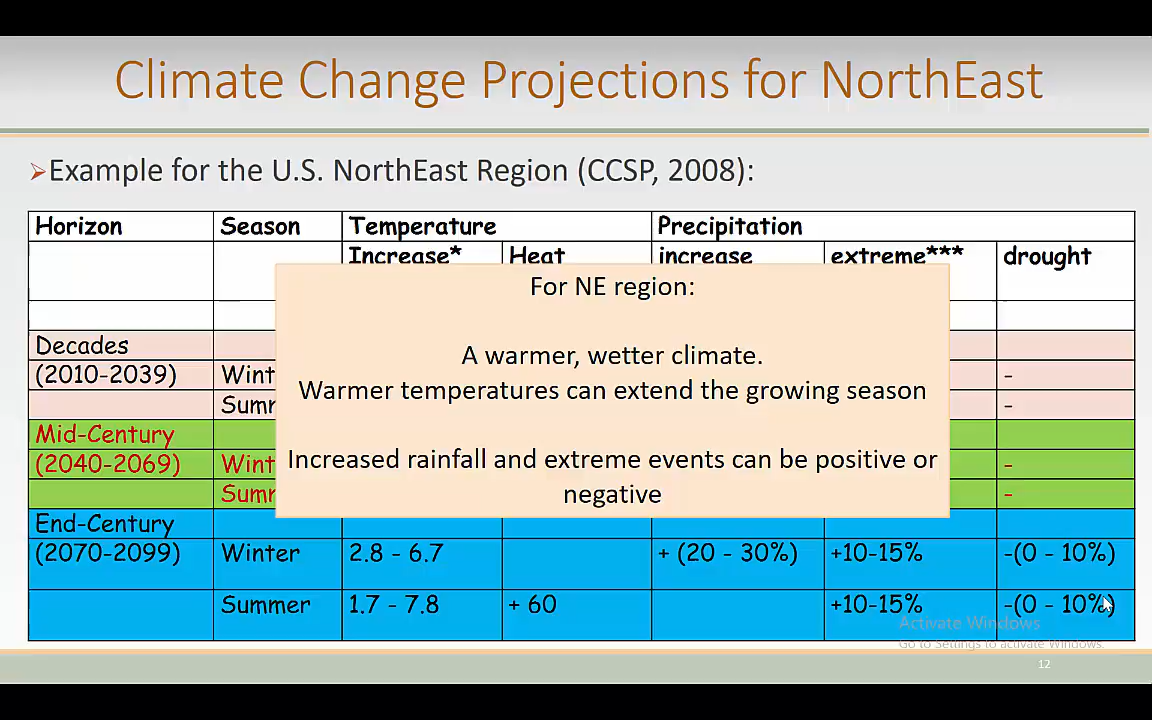 Climate Change Projections for NorthEast
Example for the U.S. NorthEast Region (CCSP, 2008):
Horizon Season Temperature Precipitation
Increase* Heat increase extreme*** drought
For NE region:
A warmer, wetter climate.
Warmer temperatures can extend the growing season
Increased rainfall and extreme events can be positive or
negative
Decades
(2010-2039) Wint -
Summ -
Mid-Century
(2040-2069) Wint -
Summ -
End-Century
(2070-2099) Winter 2.8 - 6.7 + (20 - 30%) +10-15% -(0 - 10%)
Summer 1.7 - 7.8 + 60 +10-15% -(0 - 10%)
Activate Windows
Go to Settings to activate Windows.
12